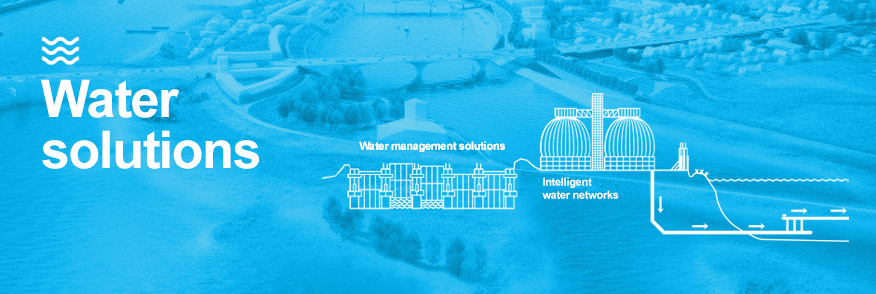 Water
solutions
Water management solutions
Intelligent
water networks